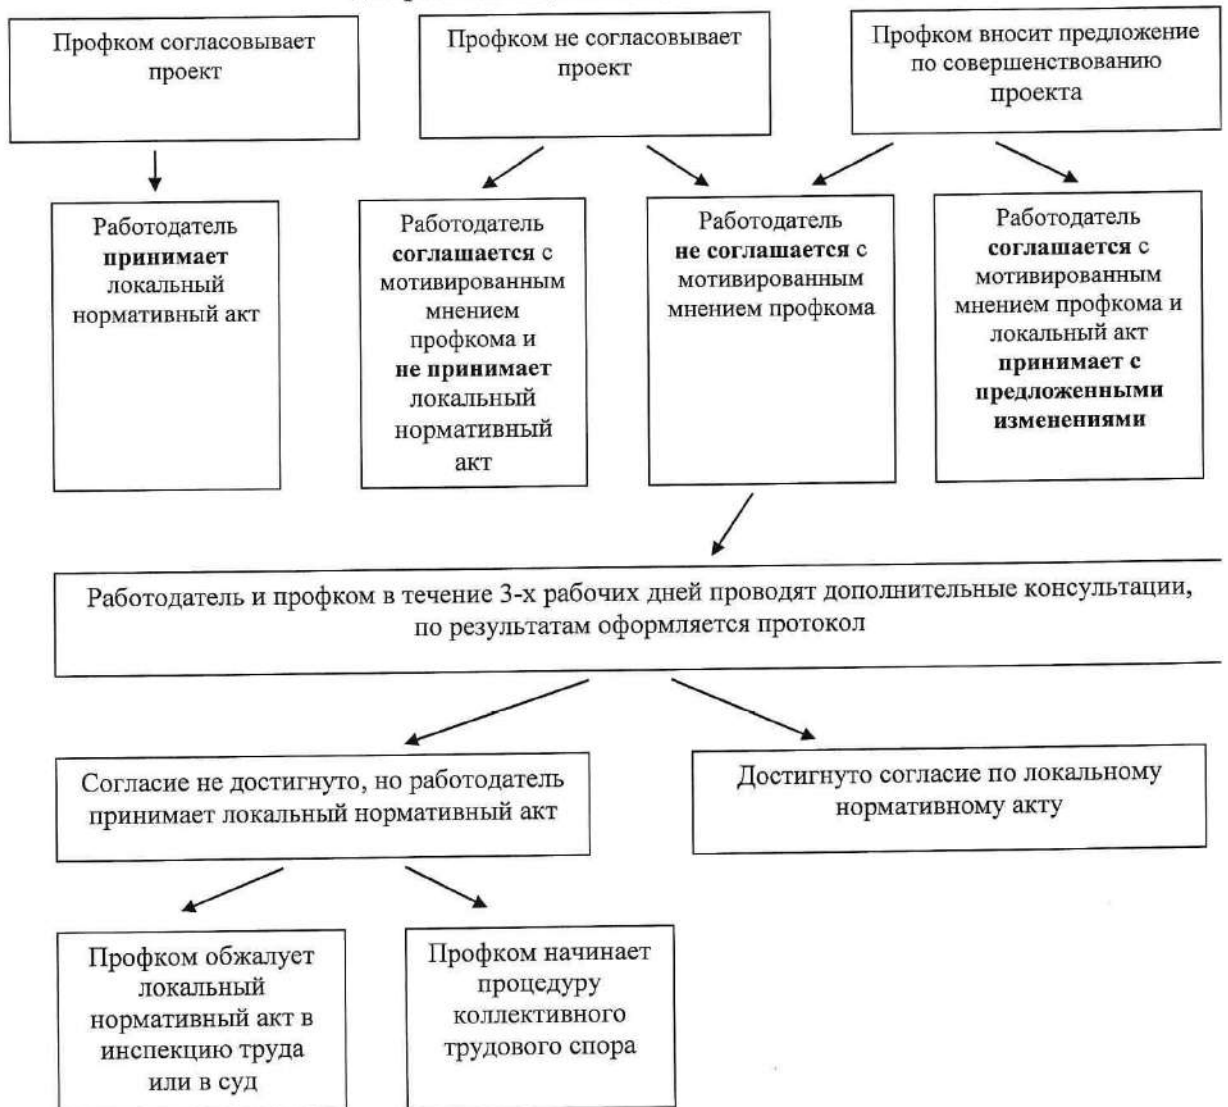 Профком согласовывает
проект
Профком не согласовывает
проект
Профком вносит предложение
по совершенствованию
проекта
Работодатель
принимает
локальный
нормативный акт
Работодатель
соглашается с
мотивированным
мнением
профкома и
не принимает
локальный
нормативный
акт
Работодатель
не соглашается с
мотивированным
мнением профкома
Работодатель
соглашается с
мотивированным
мнением профкома и
локальный акт
принимает с
предложенными
изменениями
Работодатель и профком в течение 3-х рабочих дней проводят дополнительные консультации,
по результатам оформляется протокол
Согласие не достигнуто, но работодатель
принимает локальный нормативный акт
Достигнуто согласие по локальному
нормативному акту
Профком обжалует
локальный
нормативный акт в
инспекцию труда
или в суд
Профком начинает
процедуру
коллективного
трудового спора